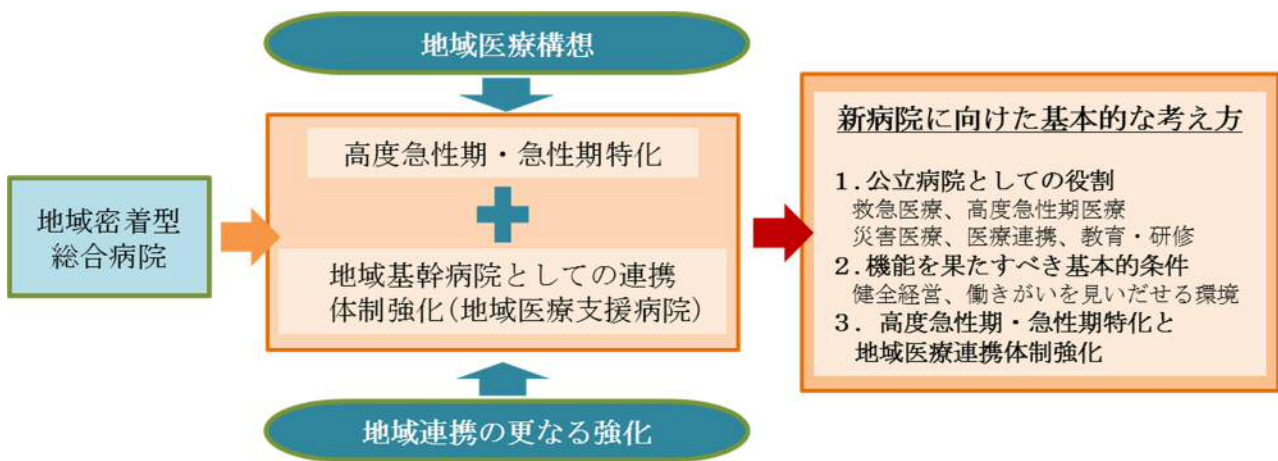 地域医療構想
地域密着型
総合病院
高度急性期・急性期特化
地域基幹病院としての連携
体制強化(地域医療支援病院)
地域連携の更なる強化
新病院に向けた基本的な考え方
1.公立病院としての役割
救急医療、高度急性期医療
災害医療、医療連携、教育・研修
2.機能を果たすべき基本的条件
健全経営、働きがいを見いだせる環境
3. 高度急性期・急性期特化と
地域医療連携体制強化